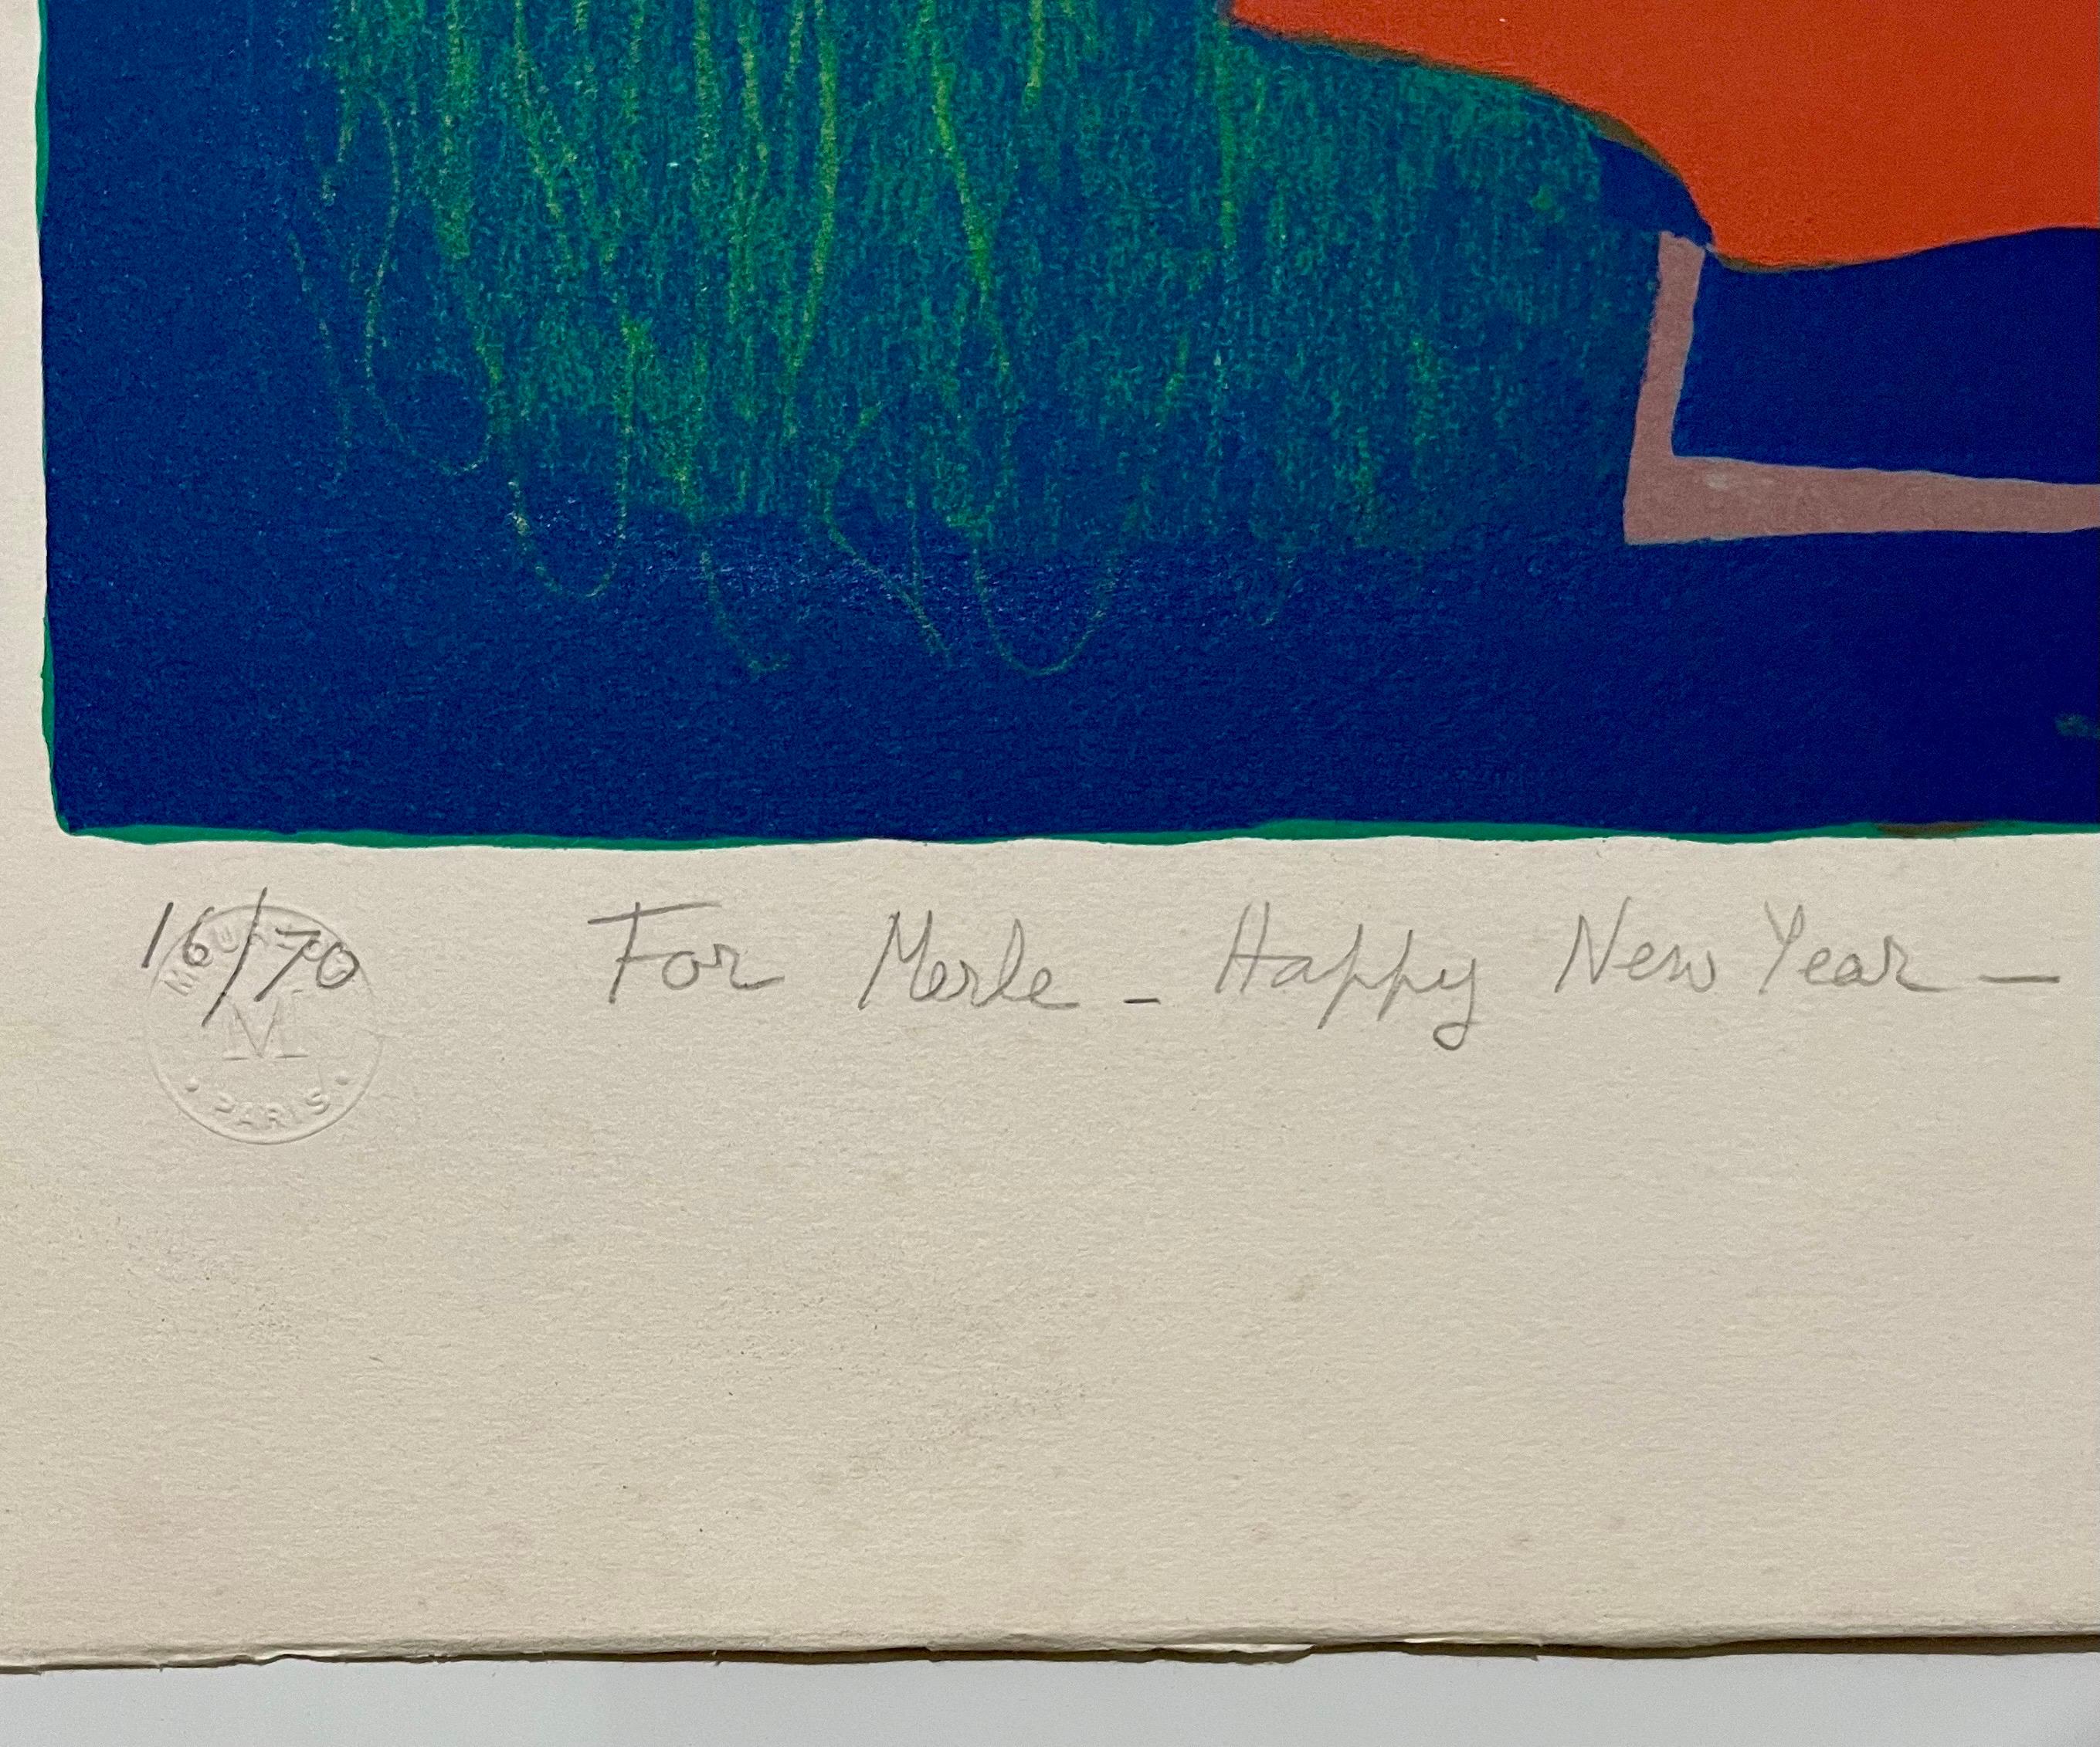 16/70 For Merle - Happy New Year —
M
PARIS